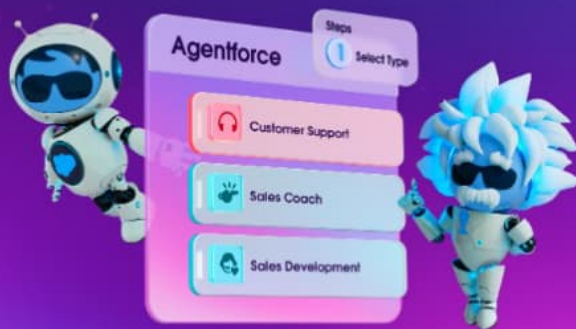 Agentforce
Steps
1 Select Type
Customer Support
Sales Coach
Sales Development